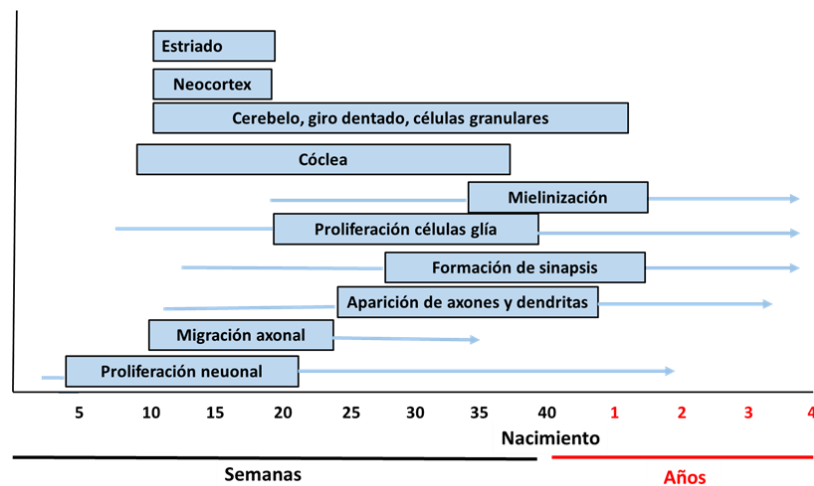 Estriado
Neocortex
Cerebelo, giro dentado, células granulares
Cóclea
Mielinización
Proliferación células glía
Formación de sinapsis
Aparición de axones y dendritas
Migración axonal
Proliferación neuonal
5 10 15 20 25 30 35 40 1 2 3 4
Nacimiento
Semanas Años